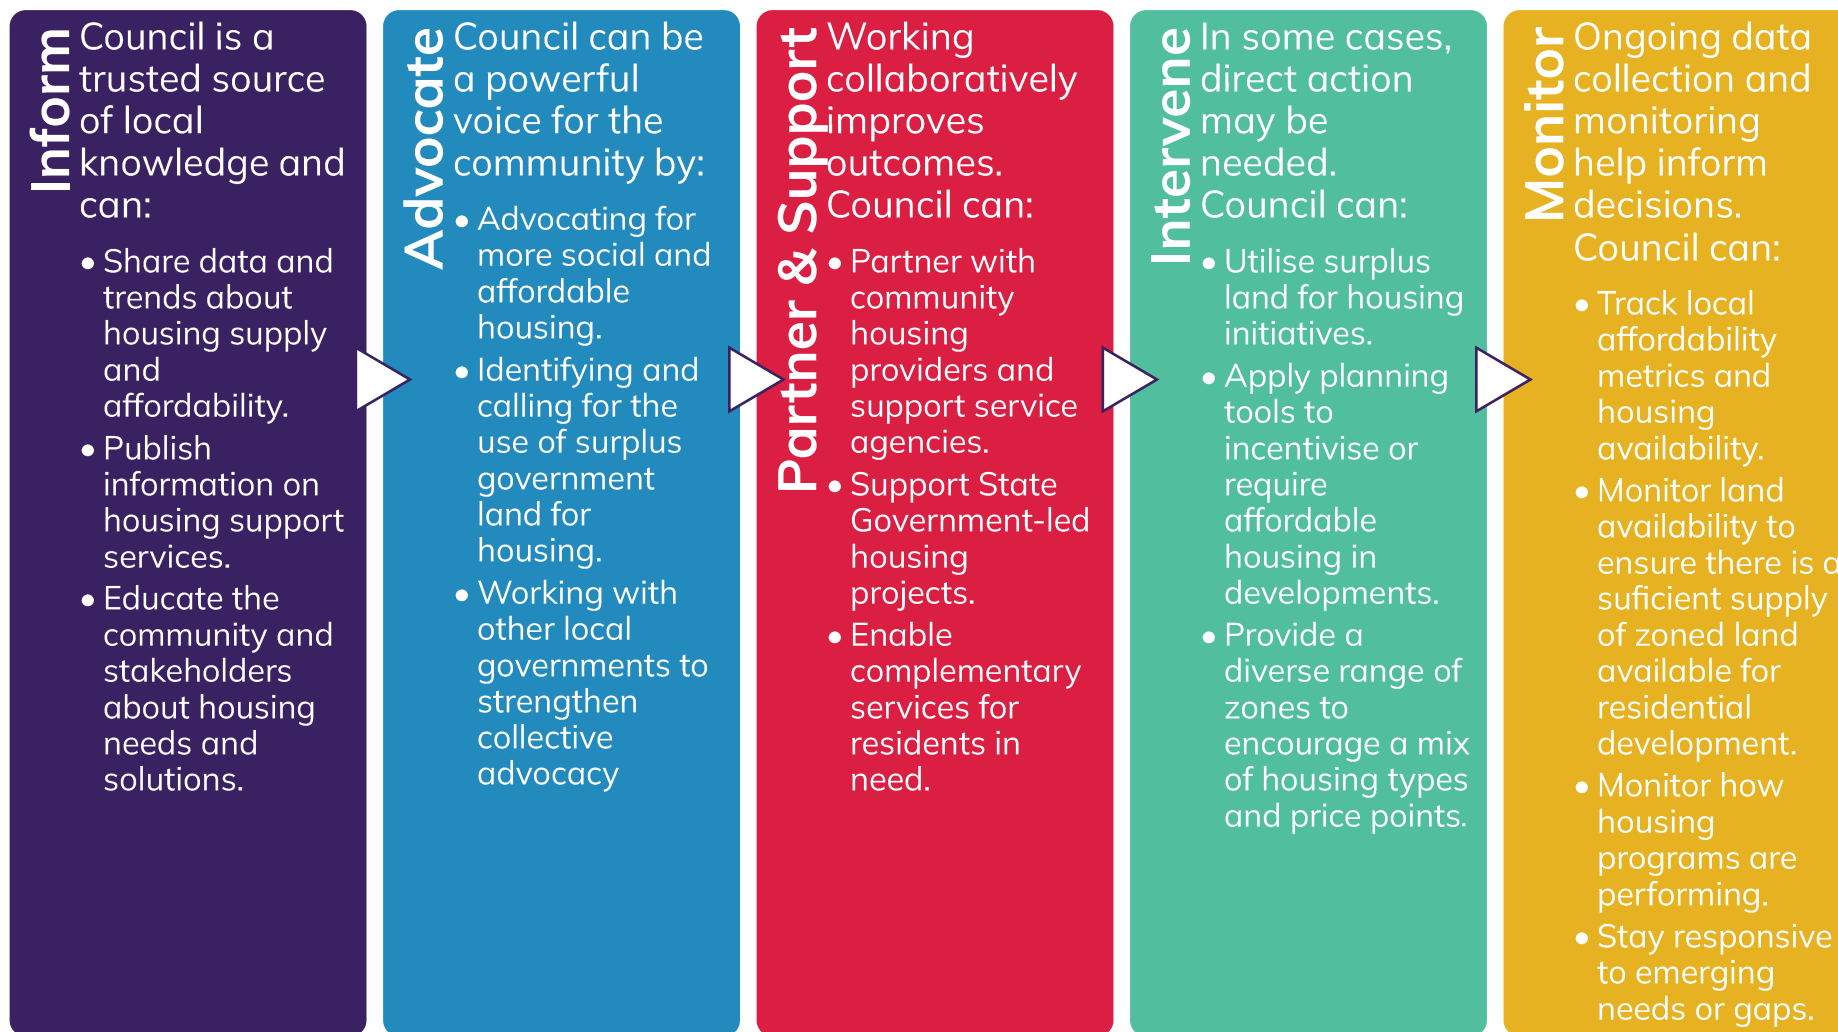 Inform
Council is a
trusted source
of local
knowledge and
can:
• Share data and
trends about
housing supply
and
affordability.
• Publish
information on
housing support
services.
• Educate the
community and
stakeholders
about housing
needs and
solutions.
Advocate
Council can be
a powerful
voice for the
community by:
• Advocating for
more social and
affordable
housing.
• Identifying and
calling for the
use of surplus
government
land for
housing.
• Working with
other local
governments to
strengthen
collective
advocacy
Partner & Support
Working
collaboratively
improves
outcomes.
Council can:
• Partner with
community
housing
providers and
support service
agencies.
• Support State
Government-led
housing
projects.
• Enable
complementary
services for
residents in
need.
Intervene
In some cases,
direct action
may be
needed.
Council can:
• Utilise surplus
land for housing
initiatives.
• Apply planning
tools to
incentivise or
require
affordable
housing in
developments.
• Provide a
diverse range of
zones to
encourage a mix
of housing types
and price points.
Monitor
Ongoing data
collection and
monitoring
help inform
decisions.
Council can:
• Track local
affordability
metrics and
housing
availability.
• Monitor land
availability to
ensure there is a
suficient supply
of zoned land
available for
residential
development.
• Monitor how
housing
programs are
performing.
• Stay responsive
to emerging
needs or gaps.